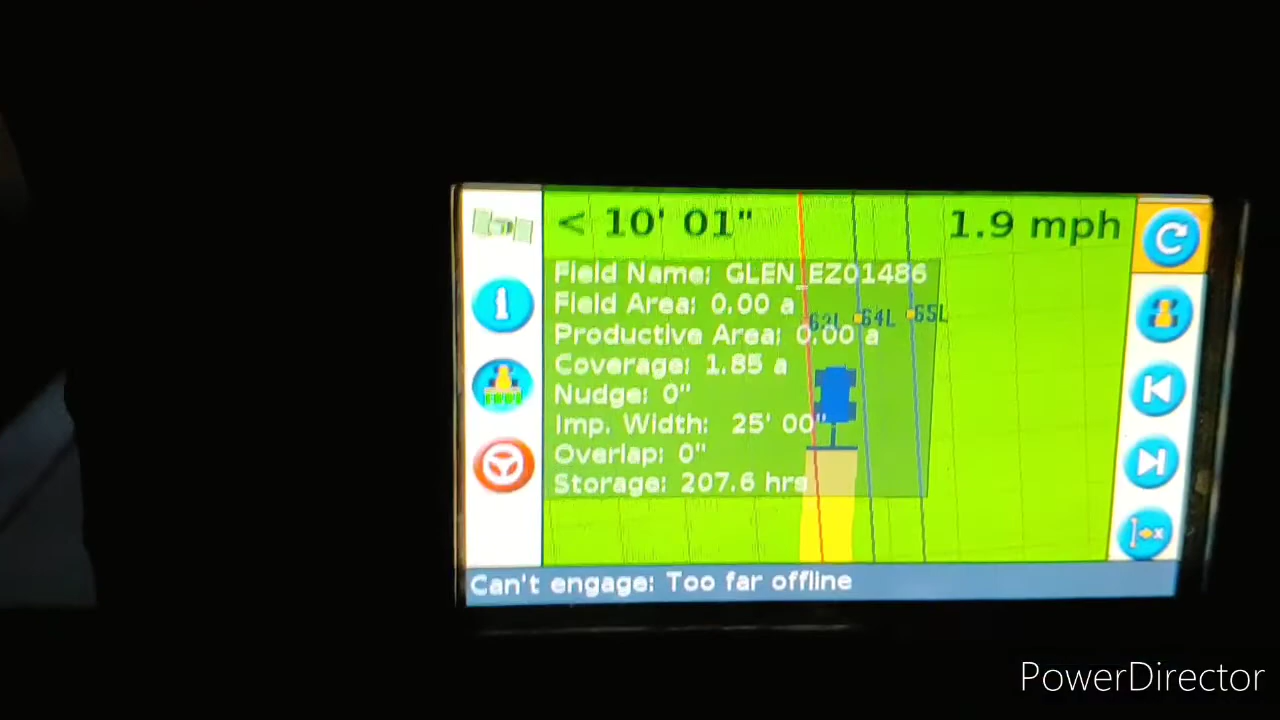 < 10' 01" 1.9 mph
Field Name: GLEN_EZ01486
Field Area: 0.00 a
63L 64L 65L
Productive Area: 0.00 a
Coverage: 1.85 a
Nudge: 0"
Imp. Width: 25' 00"
Overlap: 0"
Storage: 207.6 hrs
Can't engage: Too far offline
PowerDirector